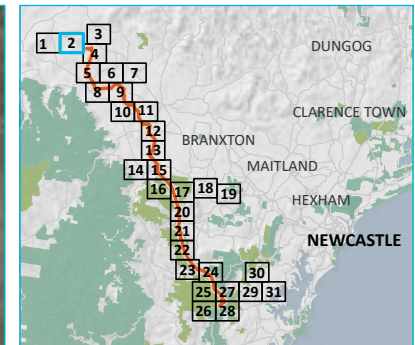 3
DUNGOG
1 2
4
5 6 7
8 9
CLARENCE TOWN
10 11
12
BRANXTON
13
MAITLAND
14 15
16 17 18 19
HEXHAM
20
21
NEWCASTLE
22
23 24 30
25 27 29 31
26 28